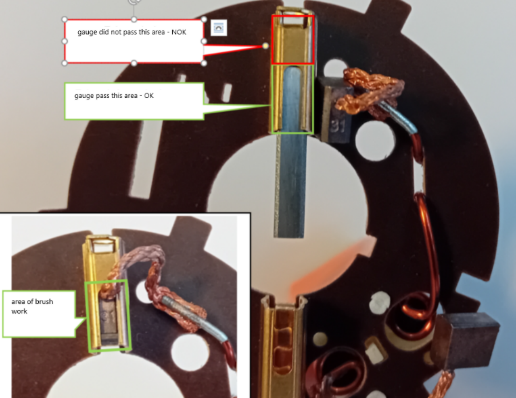 gauge did not pass this area - NOK
gauge pass this area - OK
31
area of brush
work